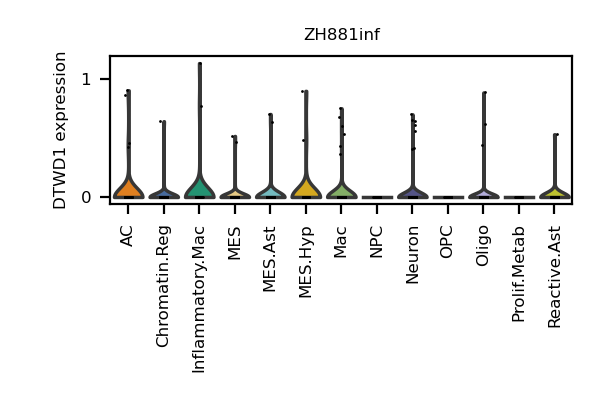 ZH881inf
DTWD1 expression
1
0
AC
Chromatin.Reg
Inflammatory.Mac
MES
MES.Ast
MES.Hyp
Mac
NPC
Neuron
OPC
Oligo
Prolif.Metab
Reactive.Ast